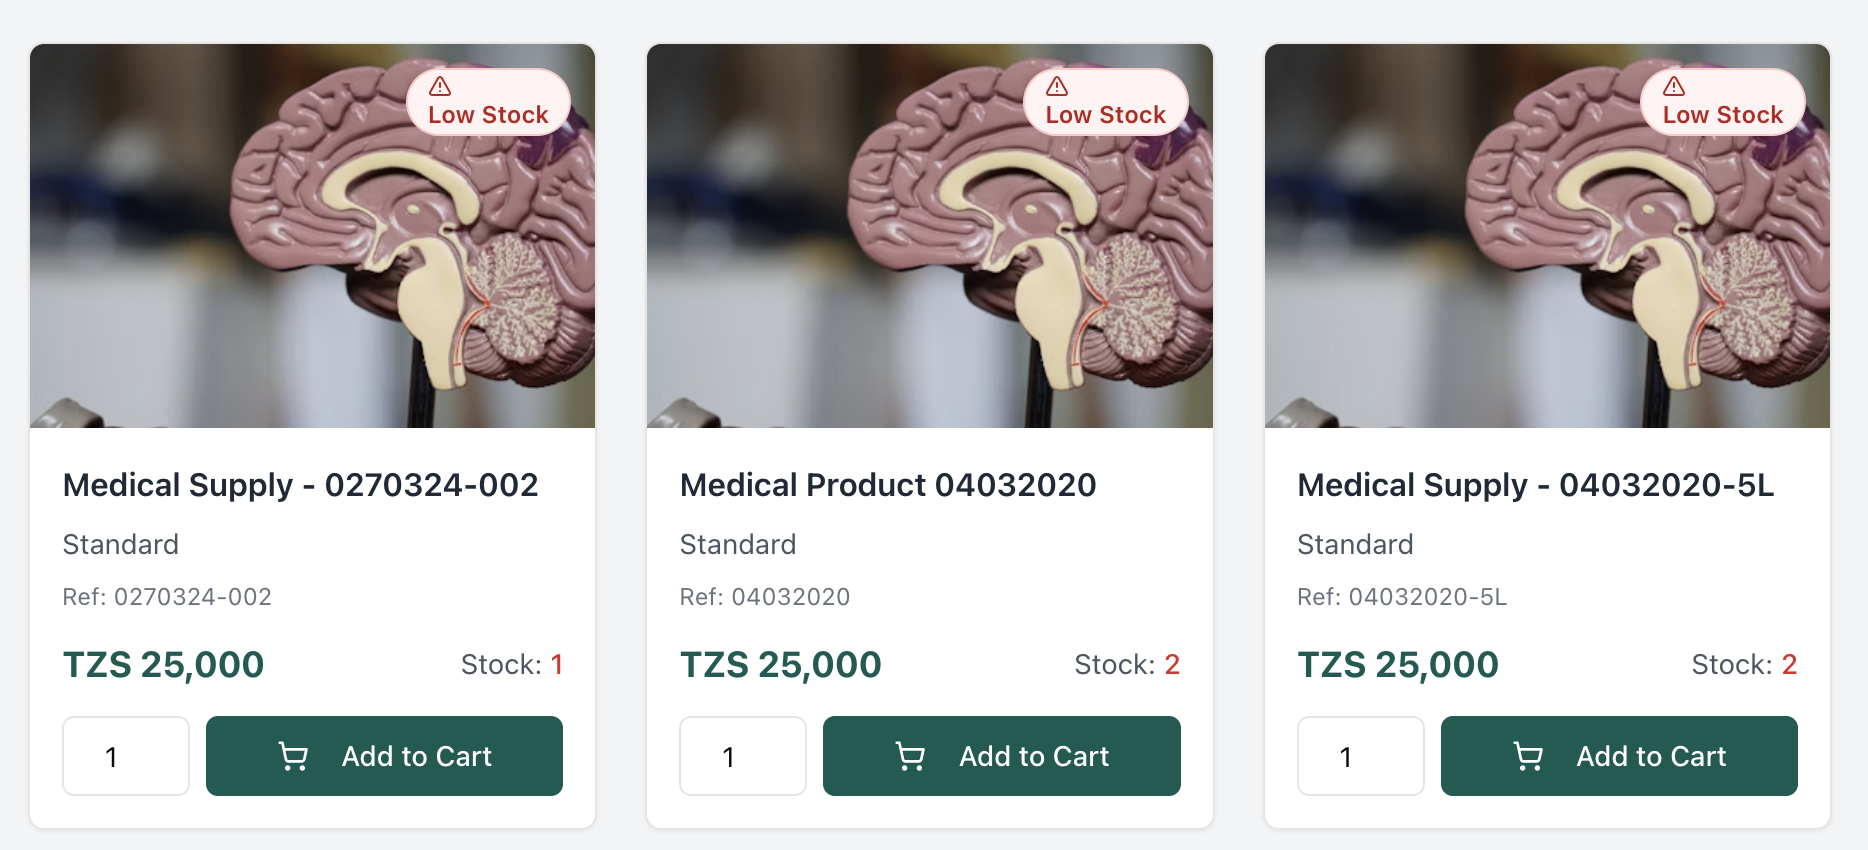 Low Stock
Medical Supply - 0270324-002
Standard
Ref: 0270324-002
TZS 25,000
Stock: 1
1
Add to Cart
Low Stock
Medical Product 04032020
Standard
Ref: 04032020
TZS 25,000
Stock: 2
1
Add to Cart
Low Stock
Medical Supply - 04032020-5L
Standard
Ref: 04032020-5L
TZS 25,000
Stock: 2
1
Add to Cart